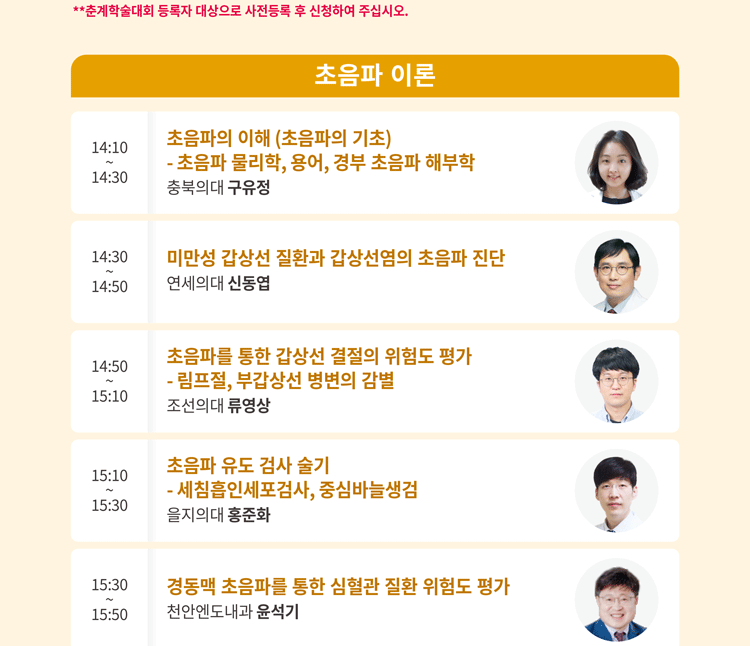 **춘계학술대회 등록자 대상으로 사전등록 후 신청하여 주십시오.
초음파 이론
14:10
~
14:30
초음파의 이해 (초음파의 기초)
- 초음파 물리학, 용어, 경부 초음파 해부학
충북의대 구유정
14:30
~
14:50
미만성 갑상선 질환과 갑상선염의 초음파 진단
연세의대 신동엽
14:50
~
15:10
초음파를 통한 갑상선 결절의 위험도 평가
- 림프절, 부갑상선 병변의 감별
조선의대 류영상
15:10
~
15:30
초음파 유도 검사 술기
- 세침흡인세포검사, 중심바늘생검
을지의대 홍준화
15:30
~
15:50
경동맥 초음파를 통한 심혈관 질환 위험도 평가
천안엔도내과 윤석기